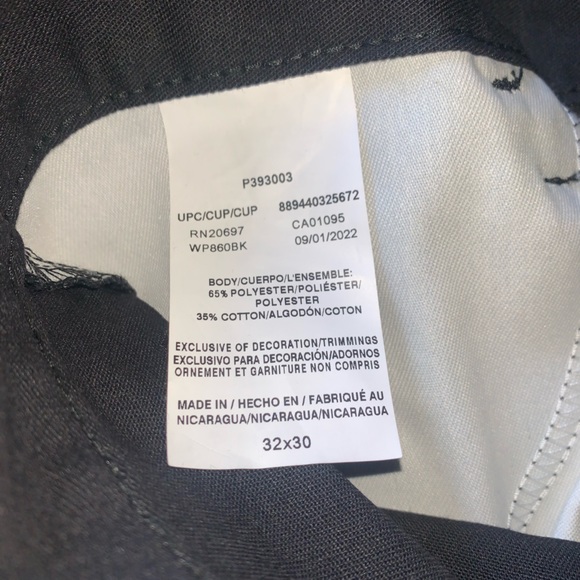 P393003
UPC/CUP/CUP 889440325672
RN20697 CA01095
WP860BK 09/01/2022
BODY/CUERPO/L'ENSEMBLE:
65% POLYESTER/POLIÉSTER/
POLYESTER
35% COTTON/ALGODÓN/COTON
EXCLUSIVE OF DECORATION/TRIMMINGS
EXCLUSIVO PARA DECORACIÓN/ADORNOS
ORNEMENT ET GARNITURE NON COMPRIS
MADE IN / HECHO EN / FABRIQUÉ AU
NICARAGUA/NICARAGUA/NICARAGUA
32x30